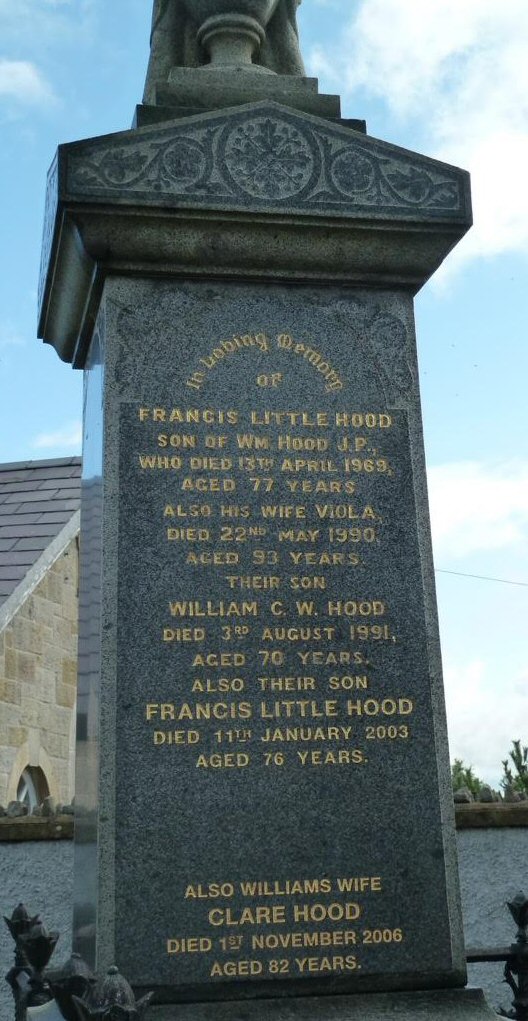 In Loving Memory
of
FRANCIS LITTLE HOOD
SON OF WM. HOOD J.P.,
WHO DIED 13TH APRIL 1969,
AGED 77 YEARS
ALSO HIS WIFE VIOLA,
DIED 22ND MAY 1990.
AGED 93 YEARS.
THEIR SON
WILLIAM C. W. HOOD
DIED 3RD AUGUST 1991,
AGED 70 YEARS.
ALSO THEIR SON
FRANCIS LITTLE HOOD
DIED 11TH JANUARY 2003
AGED 76 YEARS.
ALSO WILLIAMS WIFE
CLARE HOOD
DIED 1ST NOVEMBER 2006
AGED 82 YEARS.